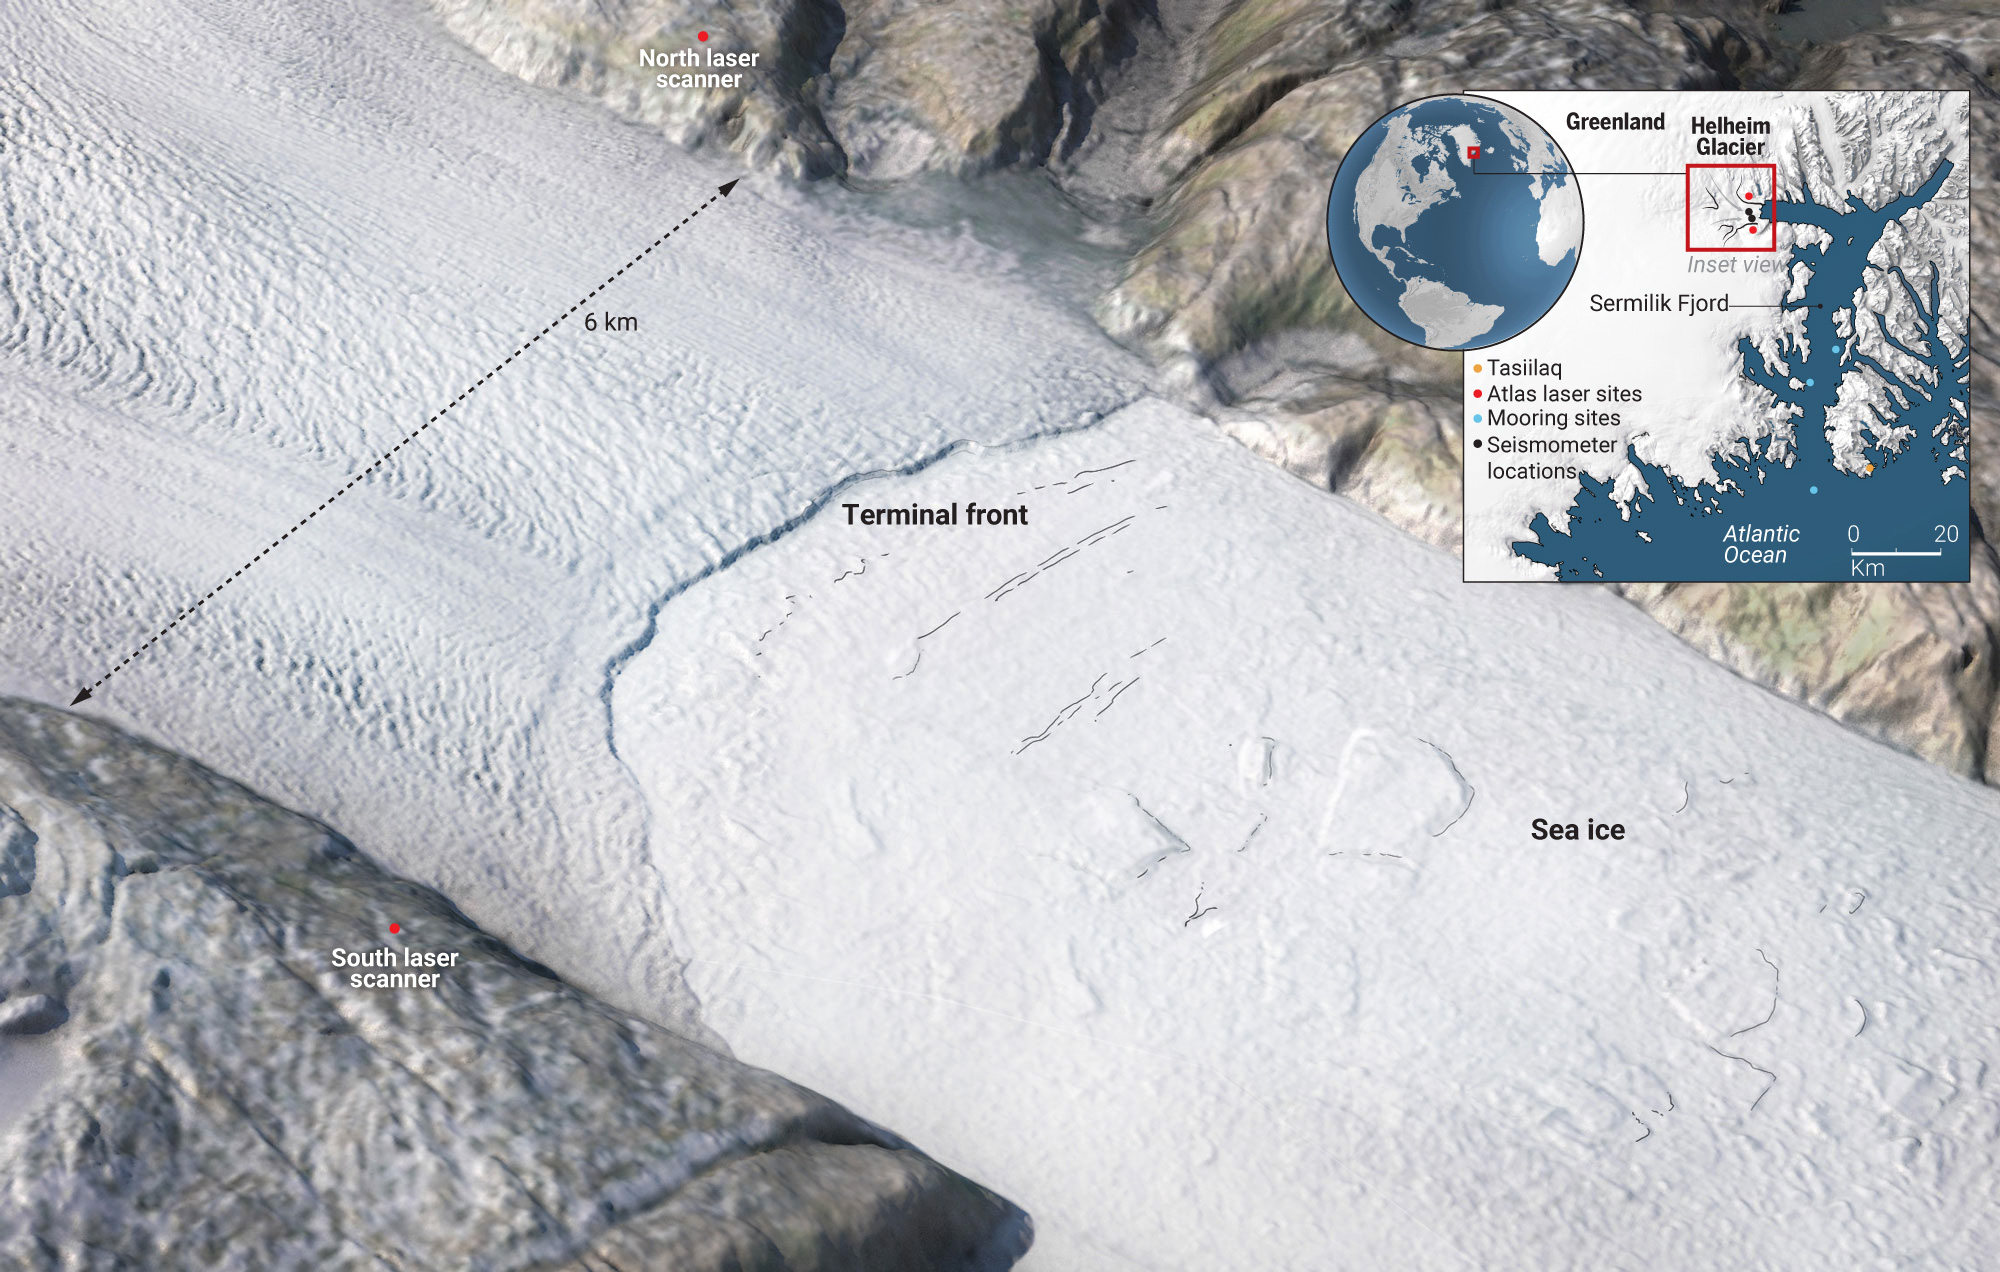 North laser
scanner
6 km
Terminal front
Sea ice
South laser
scanner
Greenland
Helheim
Glacier
Inset view
Sermilik Fjord
Tasiilaq
Atlas laser sites
Mooring sites
Seismometer
locations
Atlantic
Ocean
0 20
Km